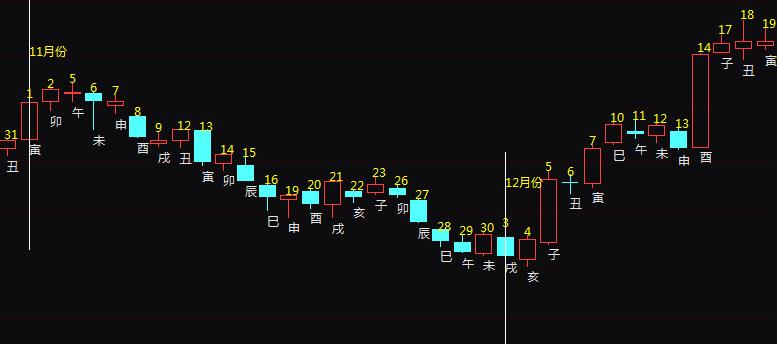 31
丑
11月份
1
寅
2
卯
5
午
6
未
7
申
8
酉
9
戌
12
丑
13
寅
14
卯
15
辰
16
巳
19
申
20
酉
21
戌
22
亥
23
子
26
卯
27
辰
28
巳
29
午
30
未
12月份
3
戌
4
亥
5
子
6
丑
7
寅
10
巳
11
午
12
未
13
申
14
酉
17
子
18
丑
19
寅